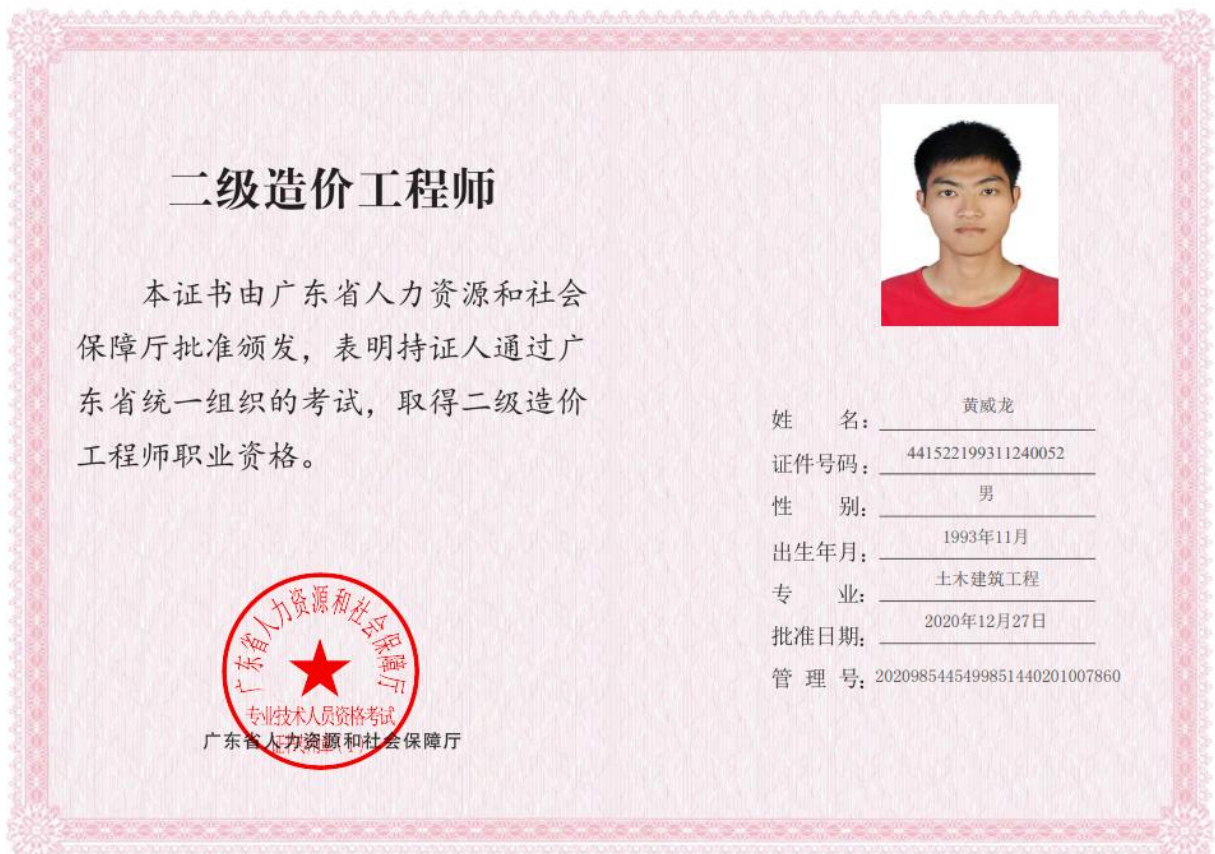 二级造价工程师
本证书由广东省人力资源和社会
保障厅批准颁发，表明持证人通过广
东省统一组织的考试，取得二级造价
工程师职业资格。
广东省人力资源和社会保障厅
专业技术人员资格考试
广东省人力资源和社会保障厅
姓 名：黄威龙
证件号码：441522199311240052
性 别：男
出生年月：1993年11月
专 业：土木建筑工程
批准日期：2020年12月27日
管 理 号：2020985445499851440201007860